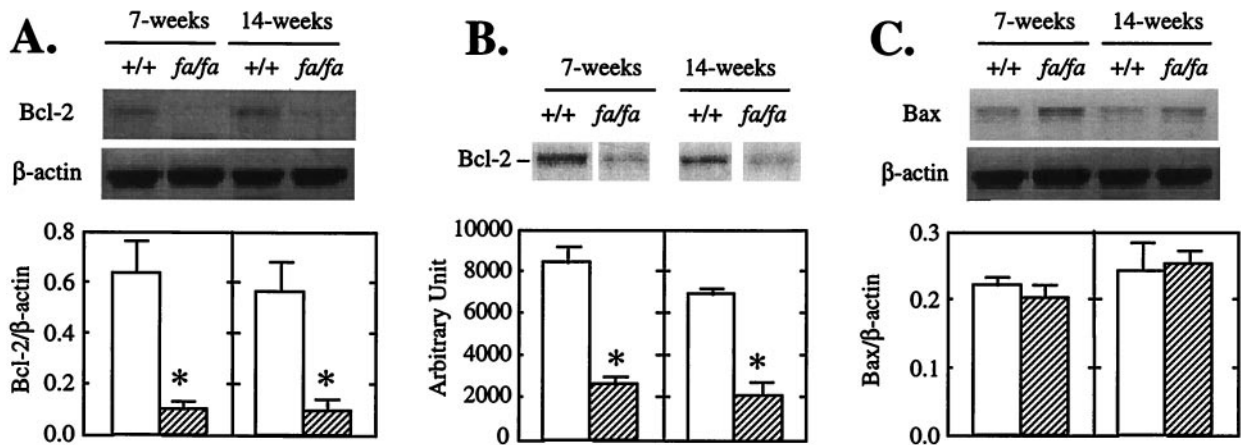 A.
7-weeks 14-weeks
+/+ fa/fa +/+ fa/fa
Bcl-2
β-actin
0.8
0.6
0.4
0.2
0.0
Bcl-2/β-actin
* *
B.
7-weeks 14-weeks
+/+ fa/fa +/+ fa/fa
Bcl-2 –
10000
8000
6000
4000
2000
0
Arbitrary Unit
* *
C.
7-weeks 14-weeks
+/+ fa/fa +/+ fa/fa
Bax
β-actin
0.3
0.2
0.1
0.0
Bax/β-actin